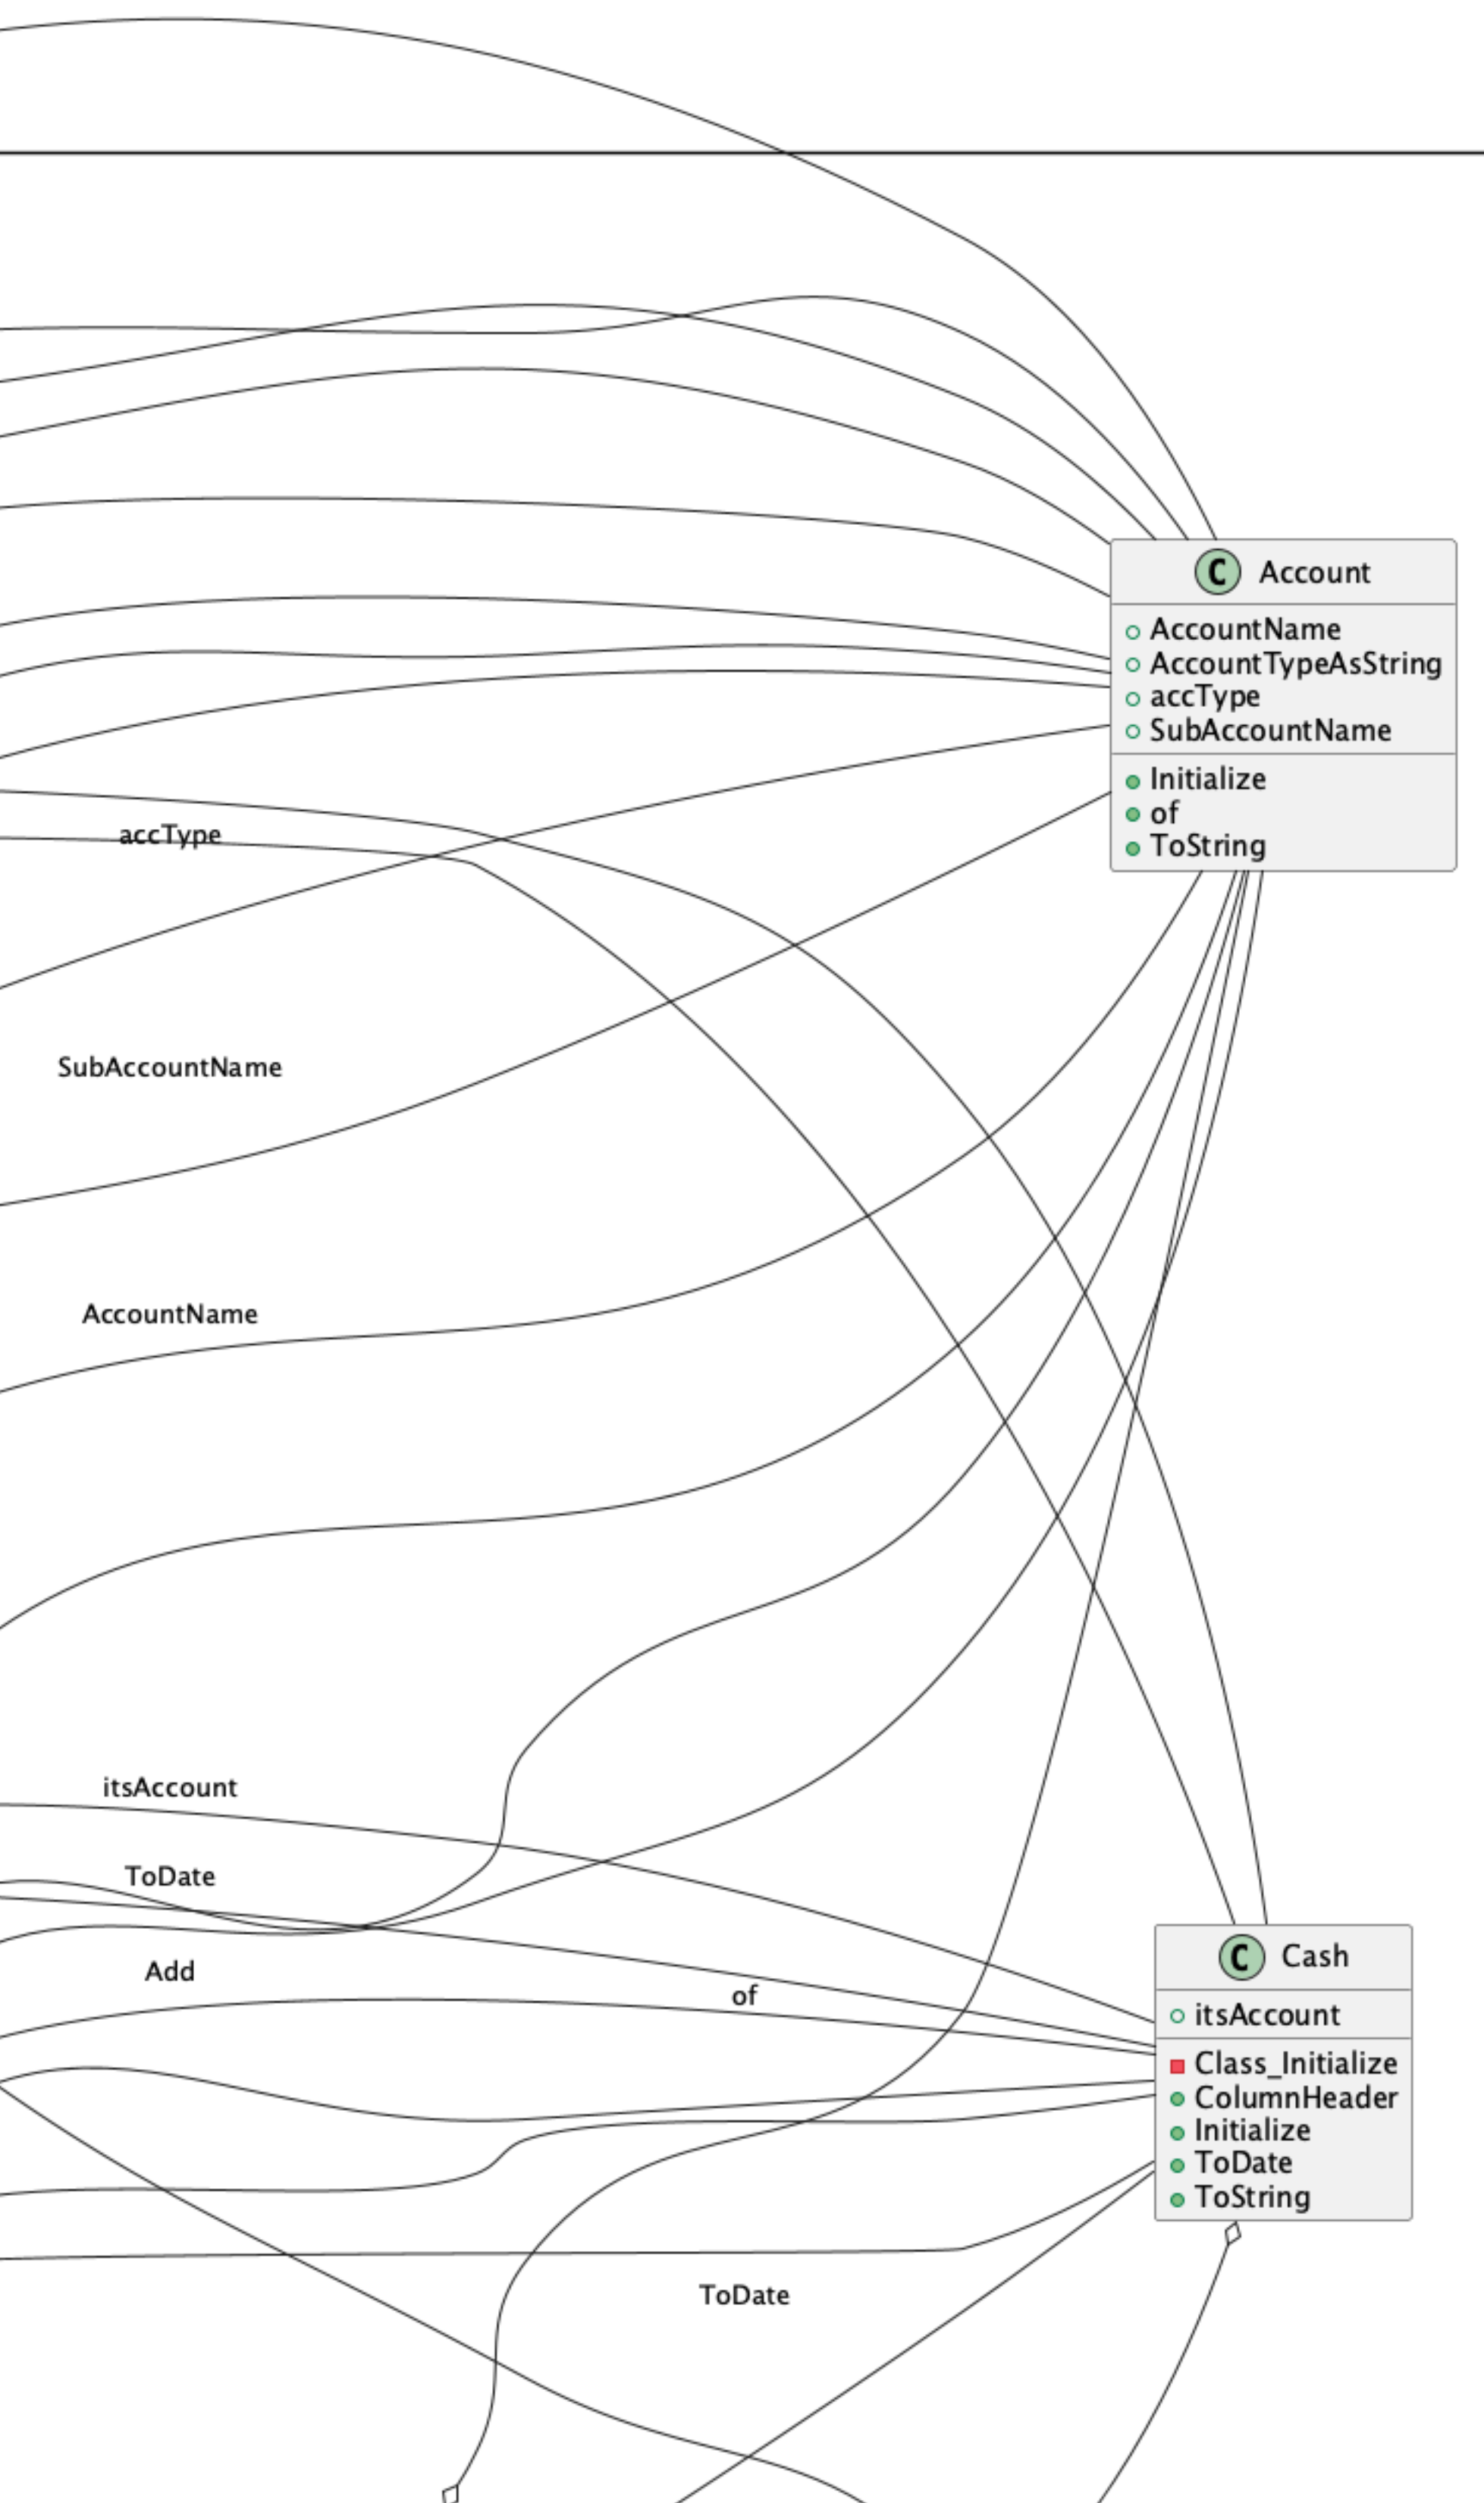 C Account
AccountName
AccountTypeAsString
accType
SubAccountName
Initialize
of
ToString
accType
SubAccountName
AccountName
itsAccount
ToDate
Add
of
C Cash
itsAccount
Class_Initialize
ColumnHeader
Initialize
ToDate
ToString
ToDate